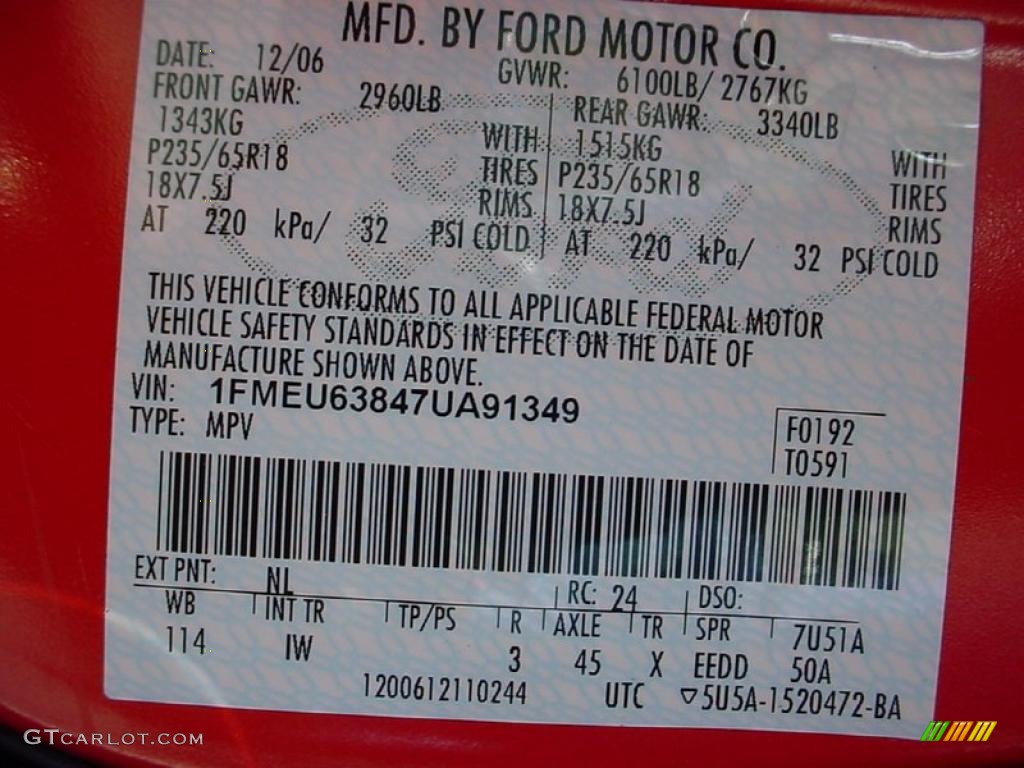 MFD. BY FORD MOTOR CO.
DATE: 12/06 GVWR: 6100LB/ 2767KG
FRONT GAWR: 2960LB REAR GAWR: 3340LB
1343KG WITH 1515KG WITH
P235/65R18 TIRES P235/65R18 TIRES
18X7.5J RIMS 18X7.5J RIMS
AT 220 kPa/ 32 PSI COLD AT 220 kPa/ 32 PSI COLD
THIS VEHICLE CONFORMS TO ALL APPLICABLE FEDERAL MOTOR
VEHICLE SAFETY STANDARDS IN EFFECT ON THE DATE OF
MANUFACTURE SHOWN ABOVE.
VIN: 1FMEU63847UA91349
TYPE: MPV
F0192
T0591
EXT PNT: NL RC: 24 DSO:
WB INT TR TP/PS R AXLE TR SPR 7U51A
114 IW 3 45 X EEDD 50A
1200612110244 UTC ▽5U5A-1520472-BA
GTCARLOT.COM